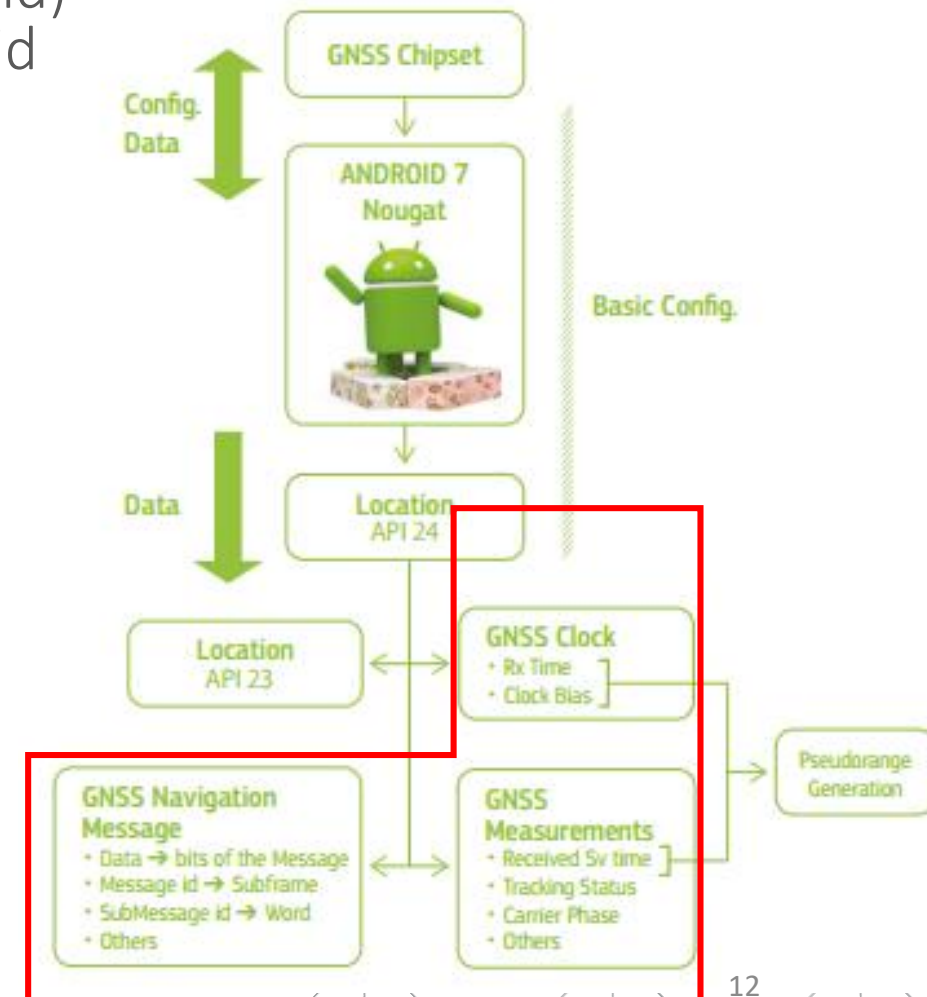 d
GNSS Chipset
Config.
Data
ANDROID 7
Nougat
Basic Config.
Data
Location
API 24
Location
API 23
GNSS Clock
• Rx Time
• Clock Bias
Pseudorange
Generation
GNSS Navigation
Message
• Data → bits of the Message
• Message id → Subframe
• SubMessage id → Word
• Others
GNSS
Measurements
• Received Sv time
• Tracking Status
• Carrier Phase
• Others
12